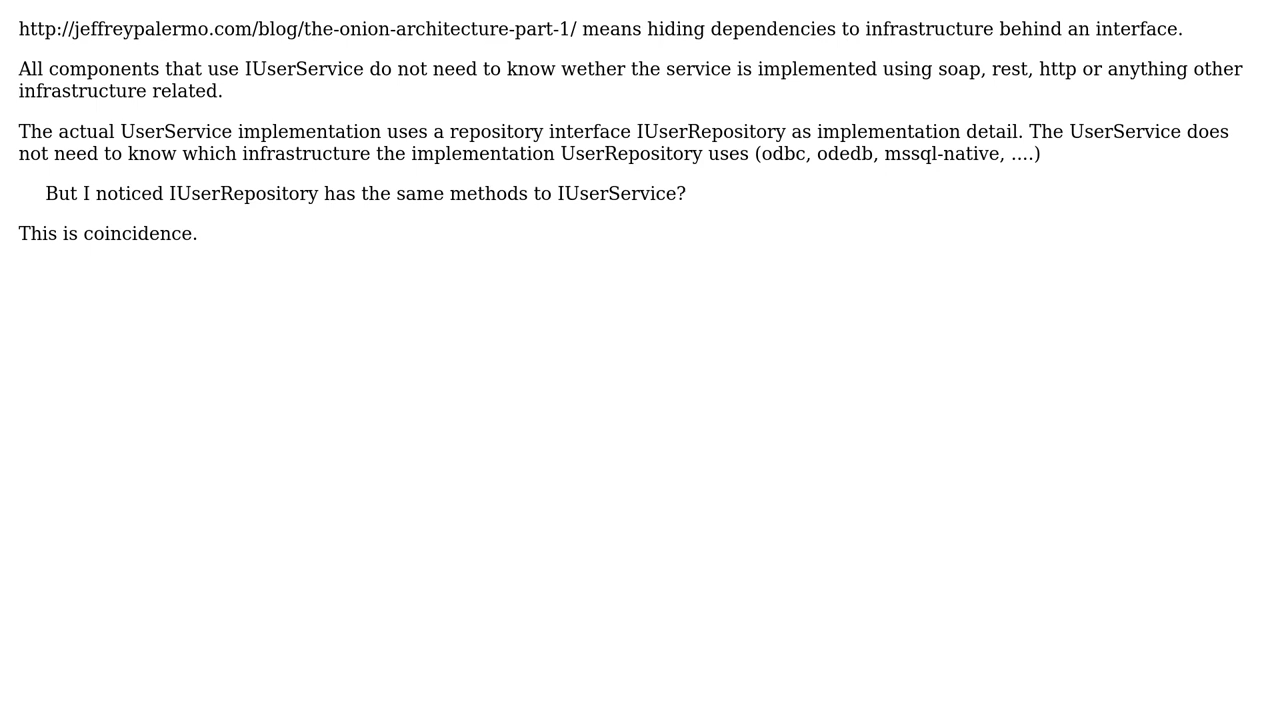 http://jeffreypalermo.com/blog/the-onion-architecture-part-1/ means hiding dependencies to infrastructure behind an interface.
All components that use IUserService do not need to know wether the service is implemented using soap, rest, http or anything other
infrastructure related.
The actual UserService implementation uses a repository interface IUserRepository as implementation detail. The UserService does
not need to know which infrastructure the implementation UserRepository uses (odbc, odedb, mssql-native, ....)
But I noticed IUserRepository has the same methods to IUserService?
This is coincidence.